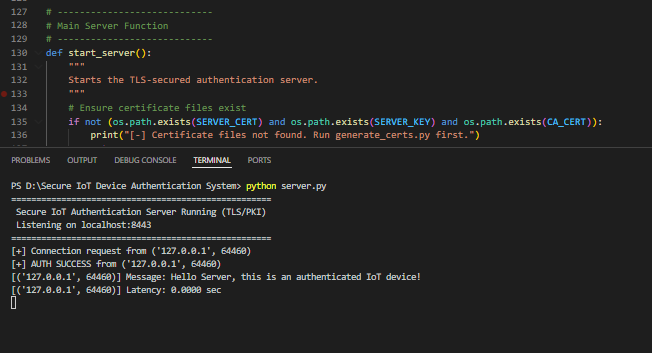 127 # ---------------------------
128 # Main Server Function
129 # ---------------------------
130 def start_server():
131 """
132 Starts the TLS-secured authentication server.
133 """
134 # Ensure certificate files exist
135 if not (os.path.exists(SERVER_CERT) and os.path.exists(SERVER_KEY) and os.path.exists(CA_CERT)):
136 print("[-] Certificate files not found. Run generate_certs.py first.")
PROBLEMS OUTPUT DEBUG CONSOLE TERMINAL PORTS
PS D:\Secure IoT Device Authentication System> python server.py
====================================================
Secure IoT Authentication Server Running (TLS/PKI)
Listening on localhost:8443
====================================================
[+] Connection request from ('127.0.0.1', 64460)
[+] AUTH SUCCESS from ('127.0.0.1', 64460)
[('127.0.0.1', 64460)] Message: Hello Server, this is an authenticated IoT device!
[('127.0.0.1', 64460)] Latency: 0.0000 sec